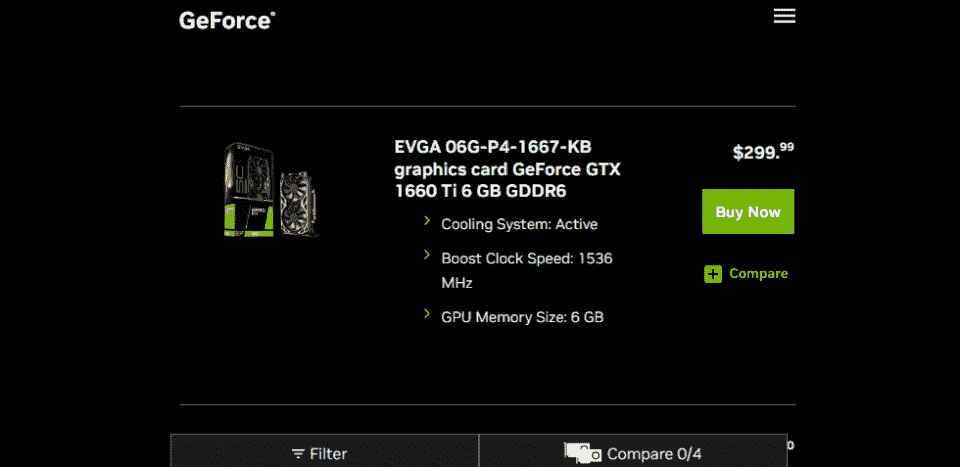 GeForce®
EVGA 06G-P4-1667-KB
graphics card GeForce GTX
1660 Ti 6 GB GDDR6
$299.99
Buy Now
Compare
Cooling System: Active
Boost Clock Speed: 1536
MHz
GPU Memory Size: 6 GB
Filter
Compare 0/4